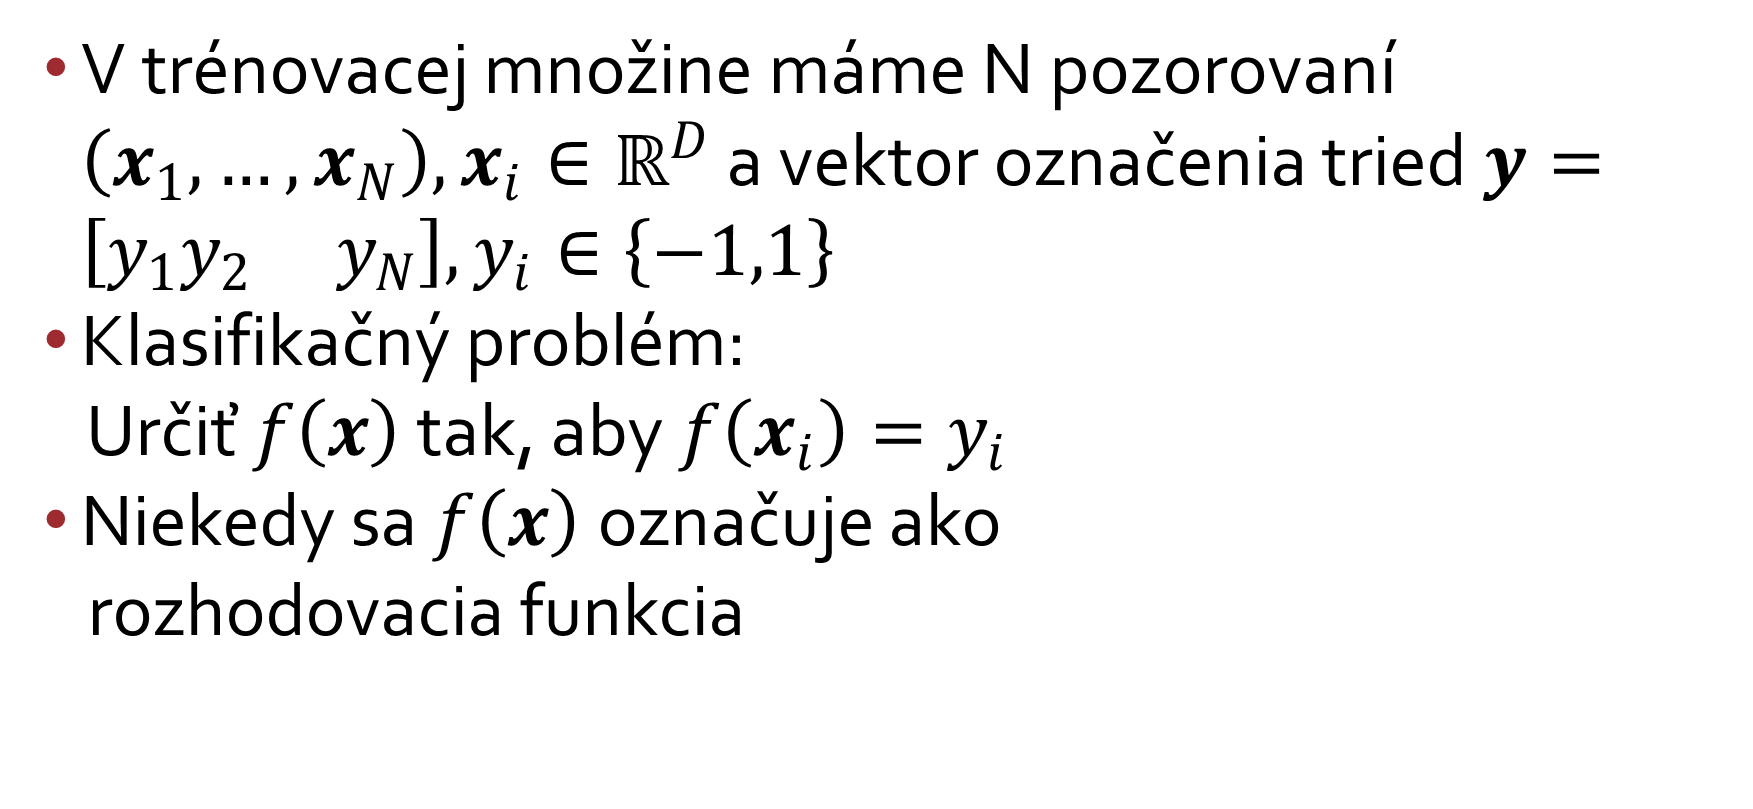 • V trénovacej množine máme N pozorovaní
(𝒙₁, … , 𝒙_N), 𝒙ᵢ ∈ ℝᴰ a vektor označenia tried 𝒚 =
[y₁y₂ y_N], yᵢ ∈ {−1,1}
• Klasifikačný problém:
Určiť f(𝒙) tak, aby f(𝒙ᵢ) = yᵢ
• Niekedy sa f(𝒙) označuje ako
rozhodovacia funkcia